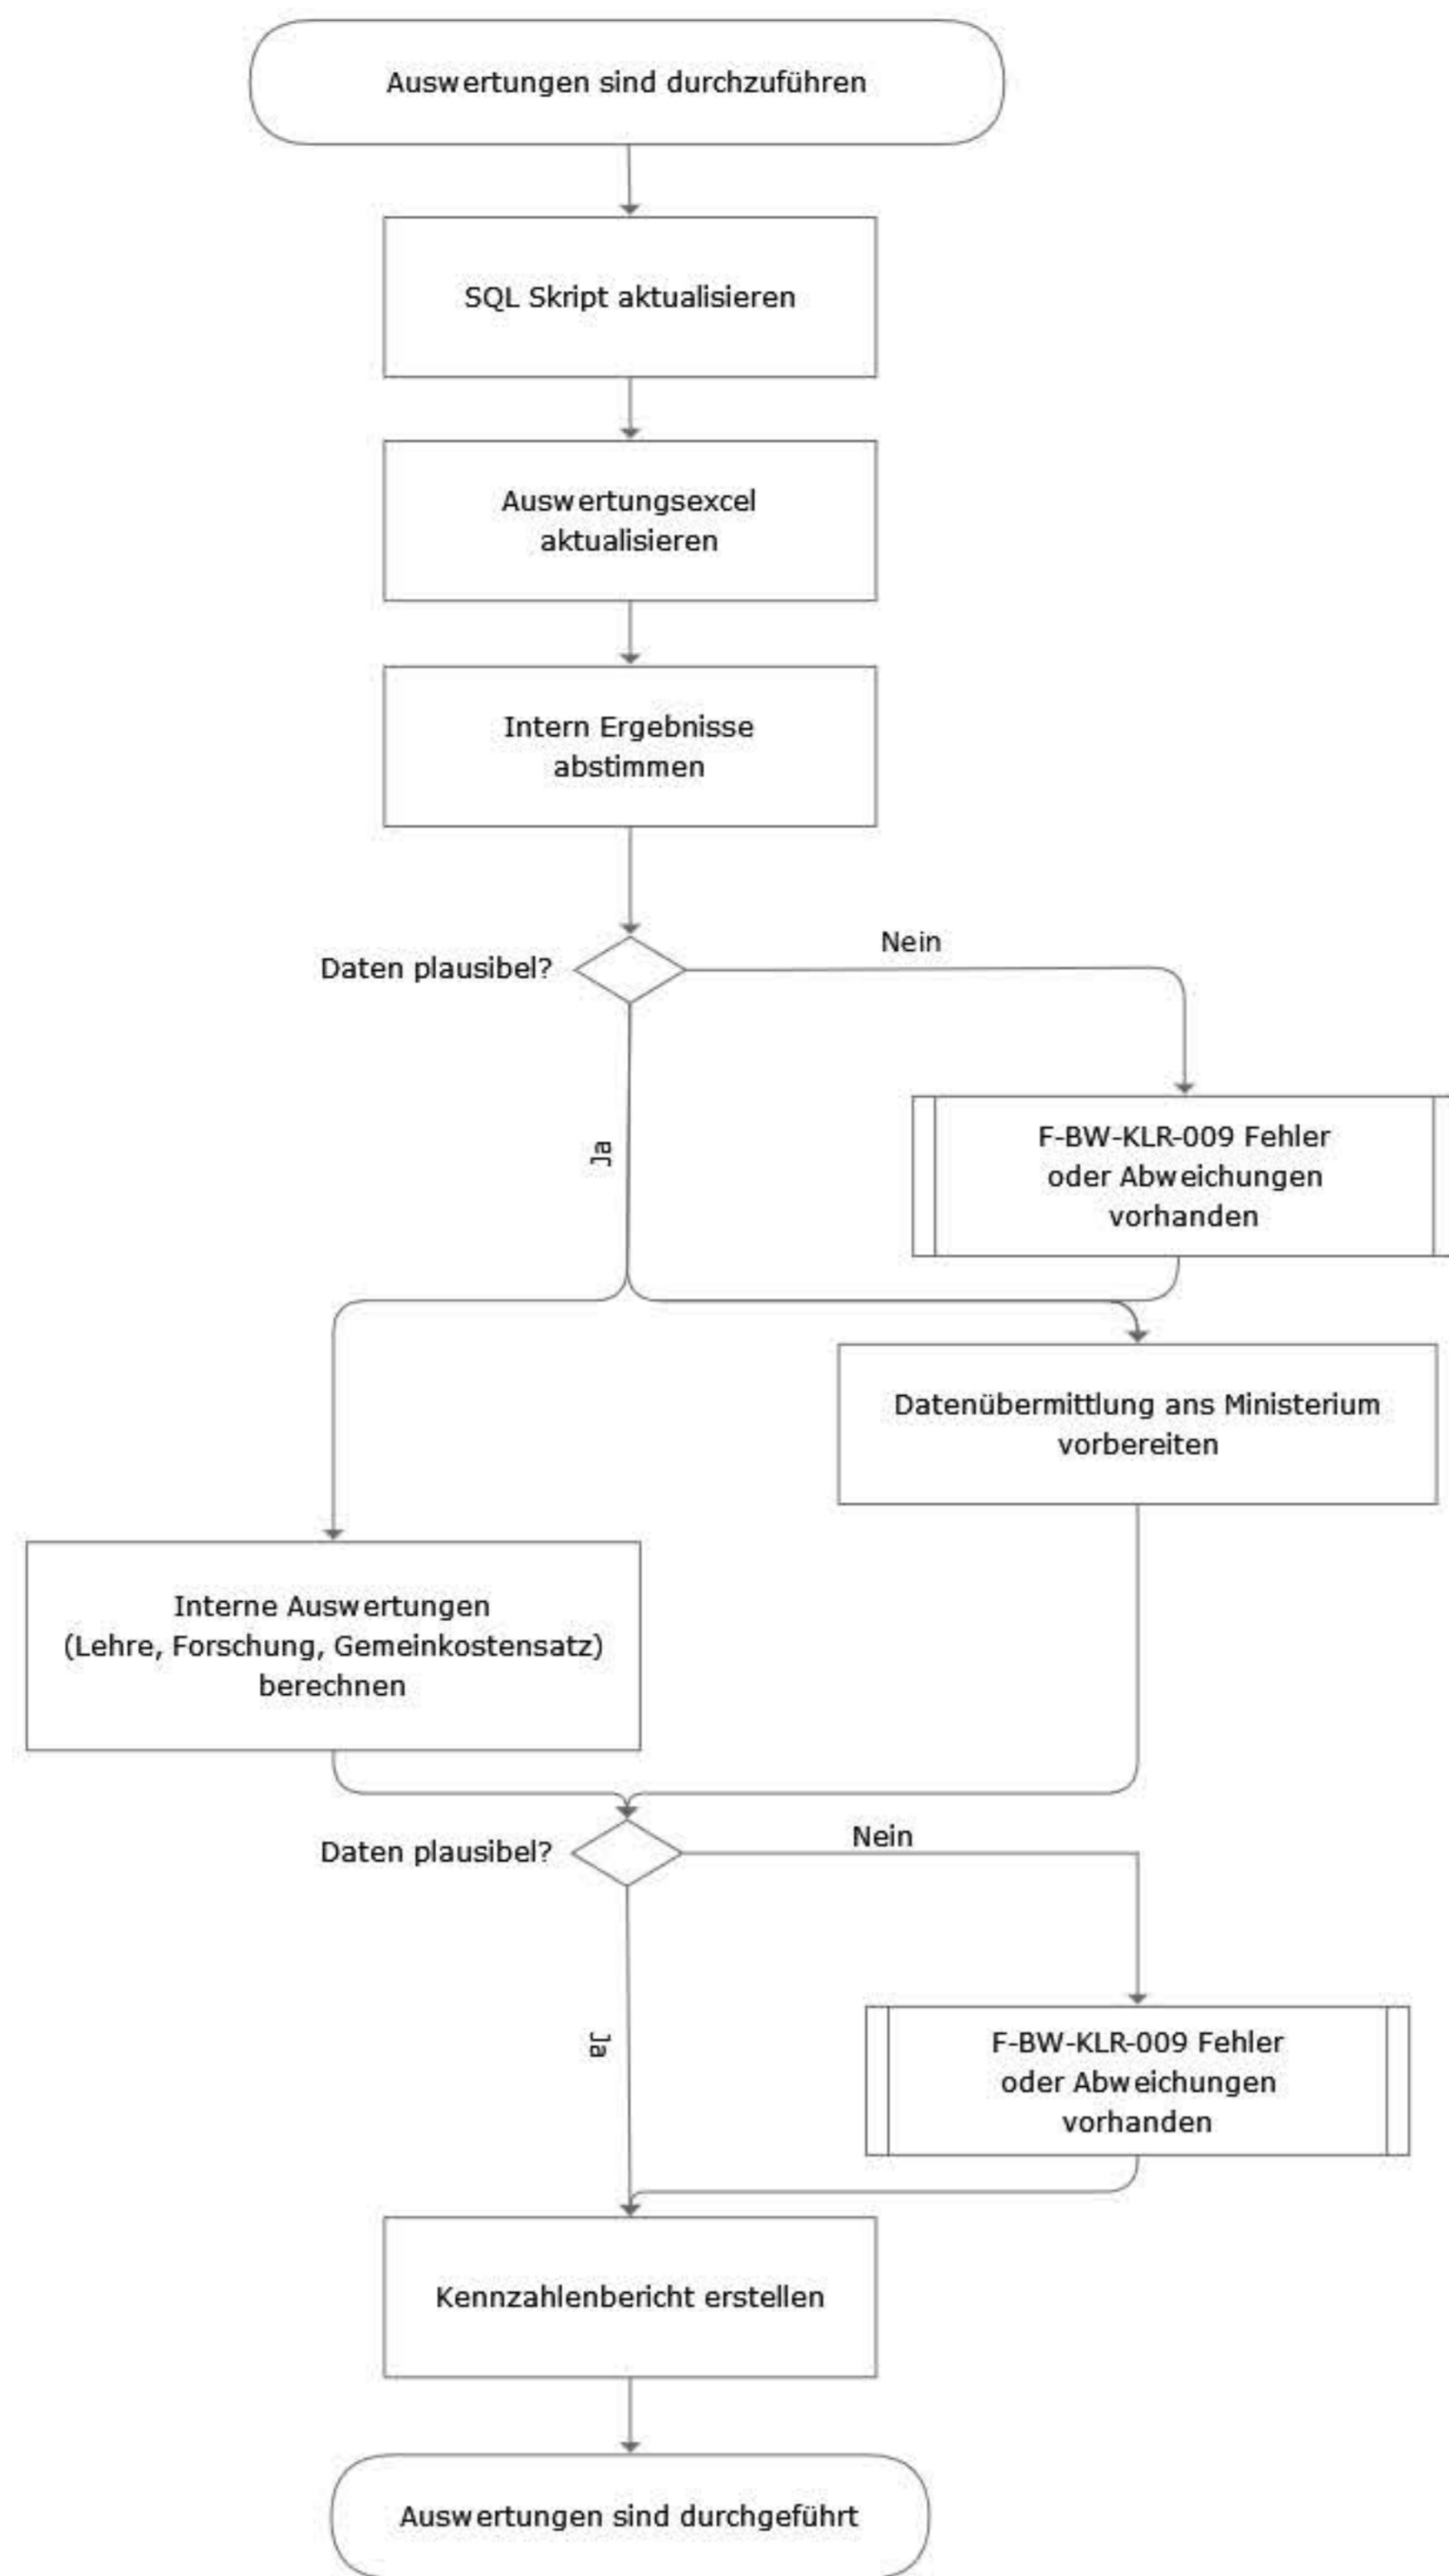 Auswertungen sind durchzuführen
SQL Skript aktualisieren
Auswertungsexcel
aktualisieren
Intern Ergebnisse
abstimmen
Daten plausibel?
Nein
Ja
F-BW-KLR-009 Fehler
oder Abweichungen
vorhanden
Datenübermittlung ans Ministerium
vorbereiten
Interne Auswertungen
(Lehre, Forschung, Gemeinkostensatz)
berechnen
Daten plausibel?
Nein
Ja
F-BW-KLR-009 Fehler
oder Abweichungen
vorhanden
Kennzahlenbericht erstellen
Auswertungen sind durchgeführt